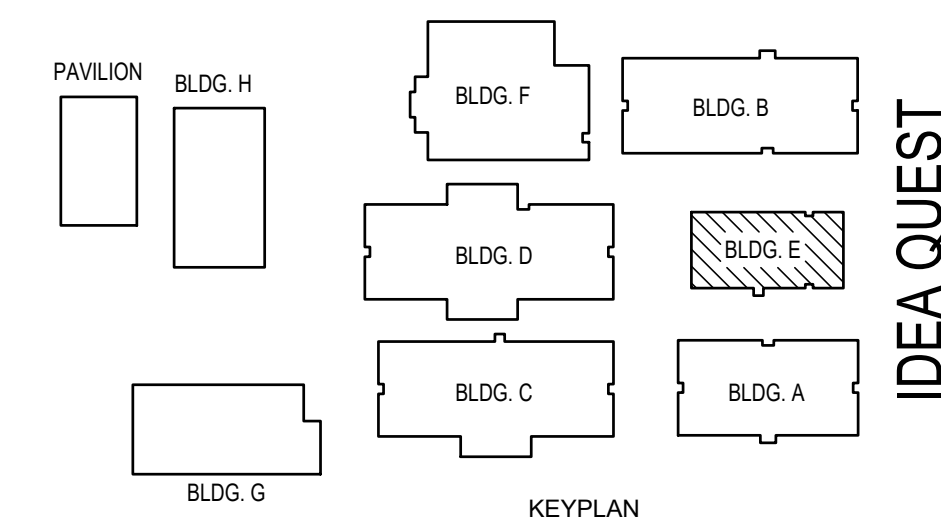 PAVILION
BLDG. H
BLDG. F
BLDG. B
BLDG. D
BLDG. E
BLDG. C
BLDG. A
BLDG. G
KEYPLAN
IDEA QUEST